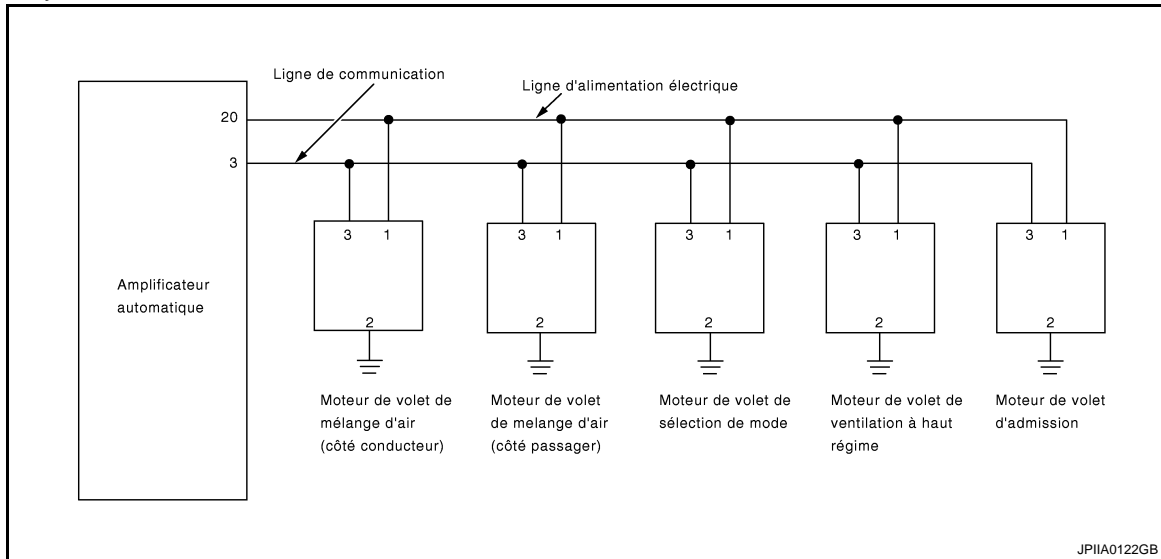 Ligne de communication
Ligne d'alimentation électrique
20
3
Amplificateur
automatique
3 1
2
3 1
2
3 1
2
3 1
2
3 1
2
Moteur de volet de
mélange d'air
(côté conducteur)
Moteur de volet
de melange d'air
(côté passager)
Moteur de volet de
sélection de mode
Moteur de volet de
ventilation à haut
régime
Moteur de volet
d'admission
JPIIA0122GB